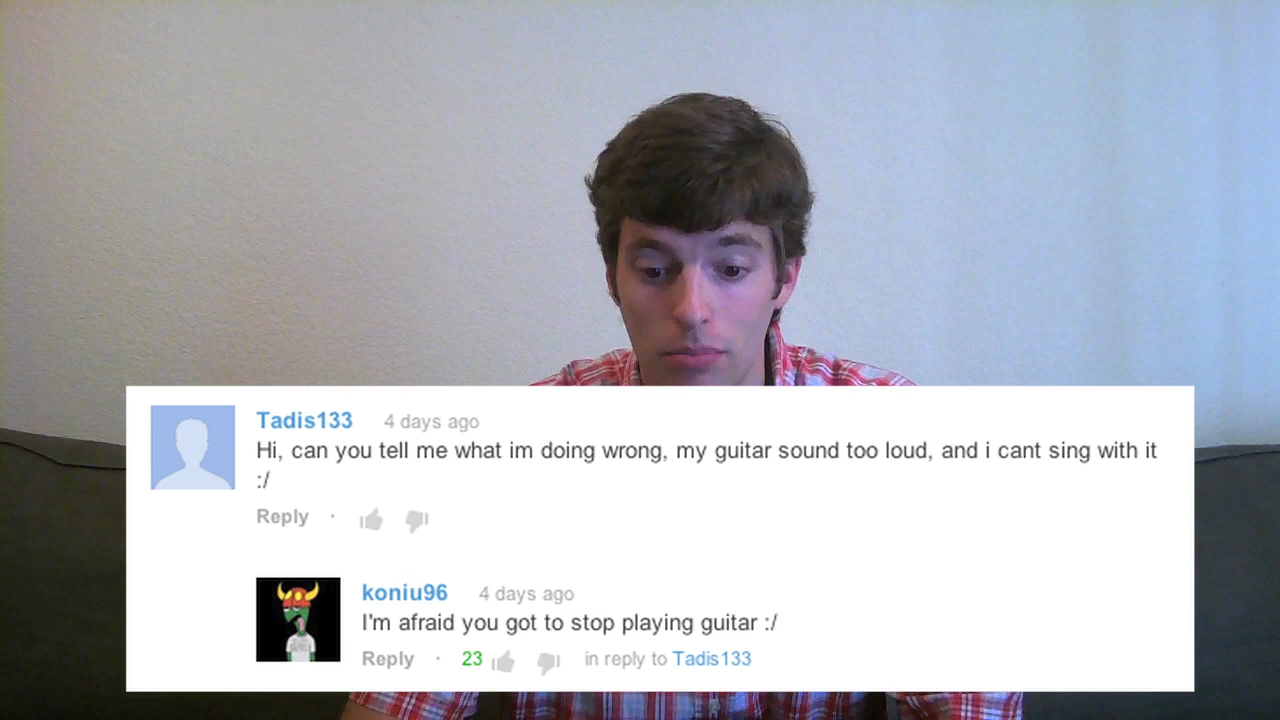 Tadis133 4 days ago
Hi, can you tell me what im doing wrong, my guitar sound too loud, and i cant sing with it
:/
Reply ·
koniu96 4 days ago
I'm afraid you got to stop playing guitar :/
Reply · 23 in reply to Tadis133